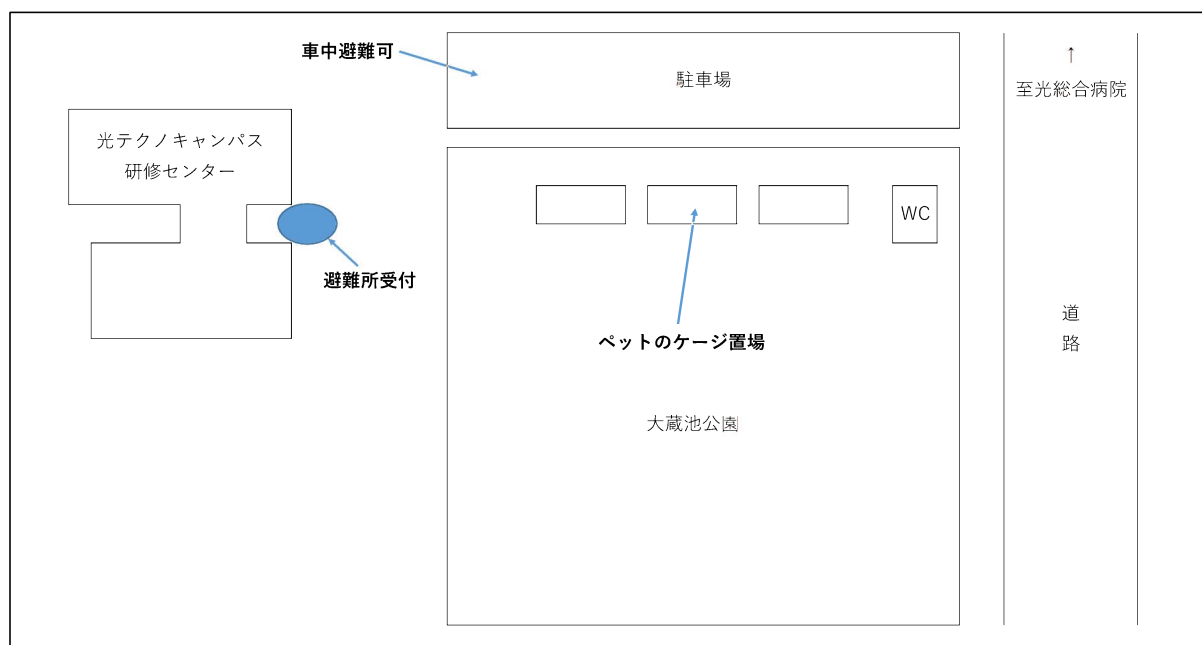 車中避難可
駐車場
↑
至光総合病院
光テクノキャンパス
研修センター
WC
避難所受付
道
路
ペットのケージ置場
大蔵池公園